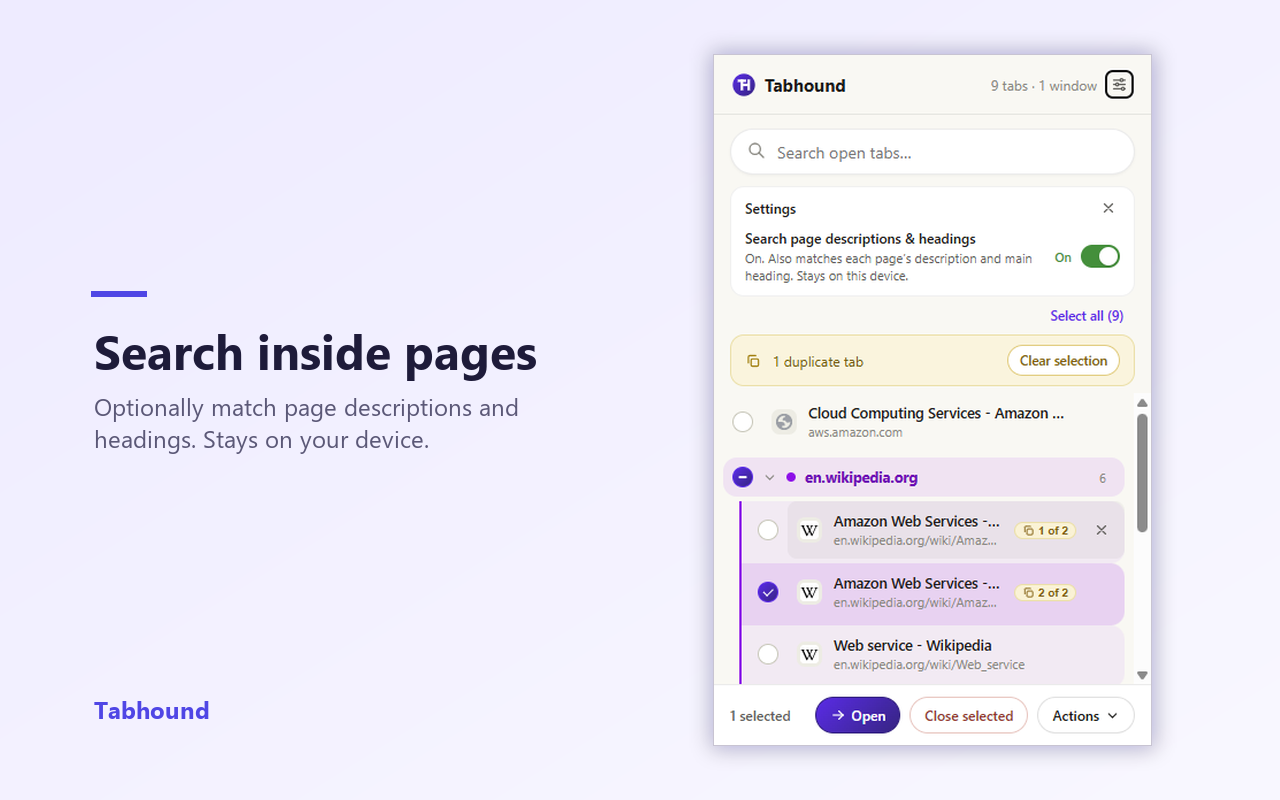 Search inside pages
Optionally match page descriptions and
headings. Stays on your device.
Tabhound
TH Tabhound
9 tabs · 1 window
Search open tabs...
Settings
Search page descriptions & headings
On. Also matches each page's description and main
heading. Stays on this device.
On
Select all (9)
1 duplicate tab
Clear selection
Cloud Computing Services - Amazon ...
aws.amazon.com
en.wikipedia.org
6
W
Amazon Web Services -...
en.wikipedia.org/wiki/Amaz...
1 of 2
W
Amazon Web Services -...
en.wikipedia.org/wiki/Amaz...
2 of 2
W
Web service - Wikipedia
en.wikipedia.org/wiki/Web_service
1 selected
Open
Close selected
Actions